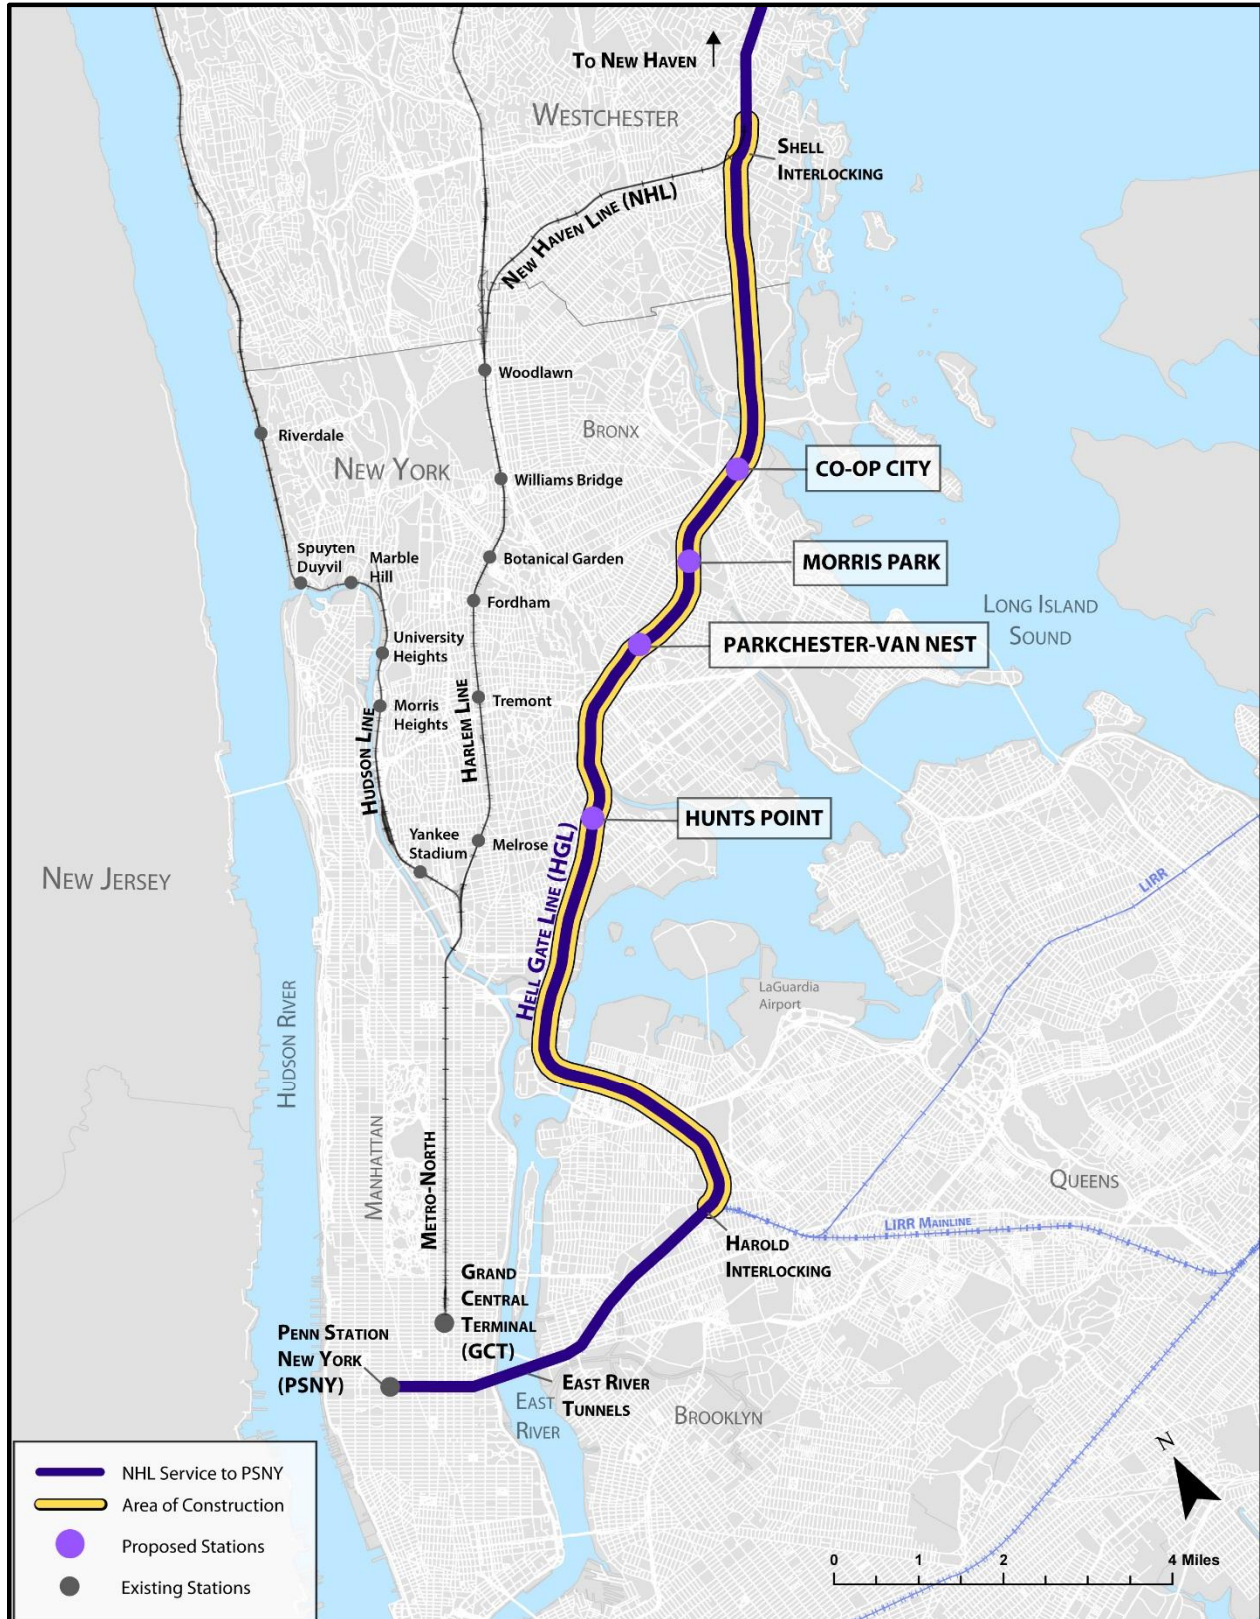 To New Haven
Westchester
Shell
Interlocking
New Haven Line (NHL)
Woodlawn
Riverdale
Bronx
New York
Williams Bridge
CO-OP CITY
Spuyten
Duyvil
Marble
Hill
Botanical Garden
MORRIS PARK
Fordham
Long Island
Sound
University
Heights
PARKCHESTER-VAN NEST
Morris
Heights
Tremont
Hudson Line
Harlem Line
HUNTS POINT
Yankee
Stadium
Melrose
Hell Gate Line (HGL)
New Jersey
LIRR
LaGuardia
Airport
Hudson River
Manhattan
Metro-North
Queens
LIRR Mainline
Harold
Interlocking
Grand
Central
Terminal
(GCT)
Penn Station
New York
(PSNY)
East River
Tunnels
East
River
Brooklyn
N
NHL Service to PSNY
Area of Construction
Proposed Stations
Existing Stations
0 1 2 4 Miles